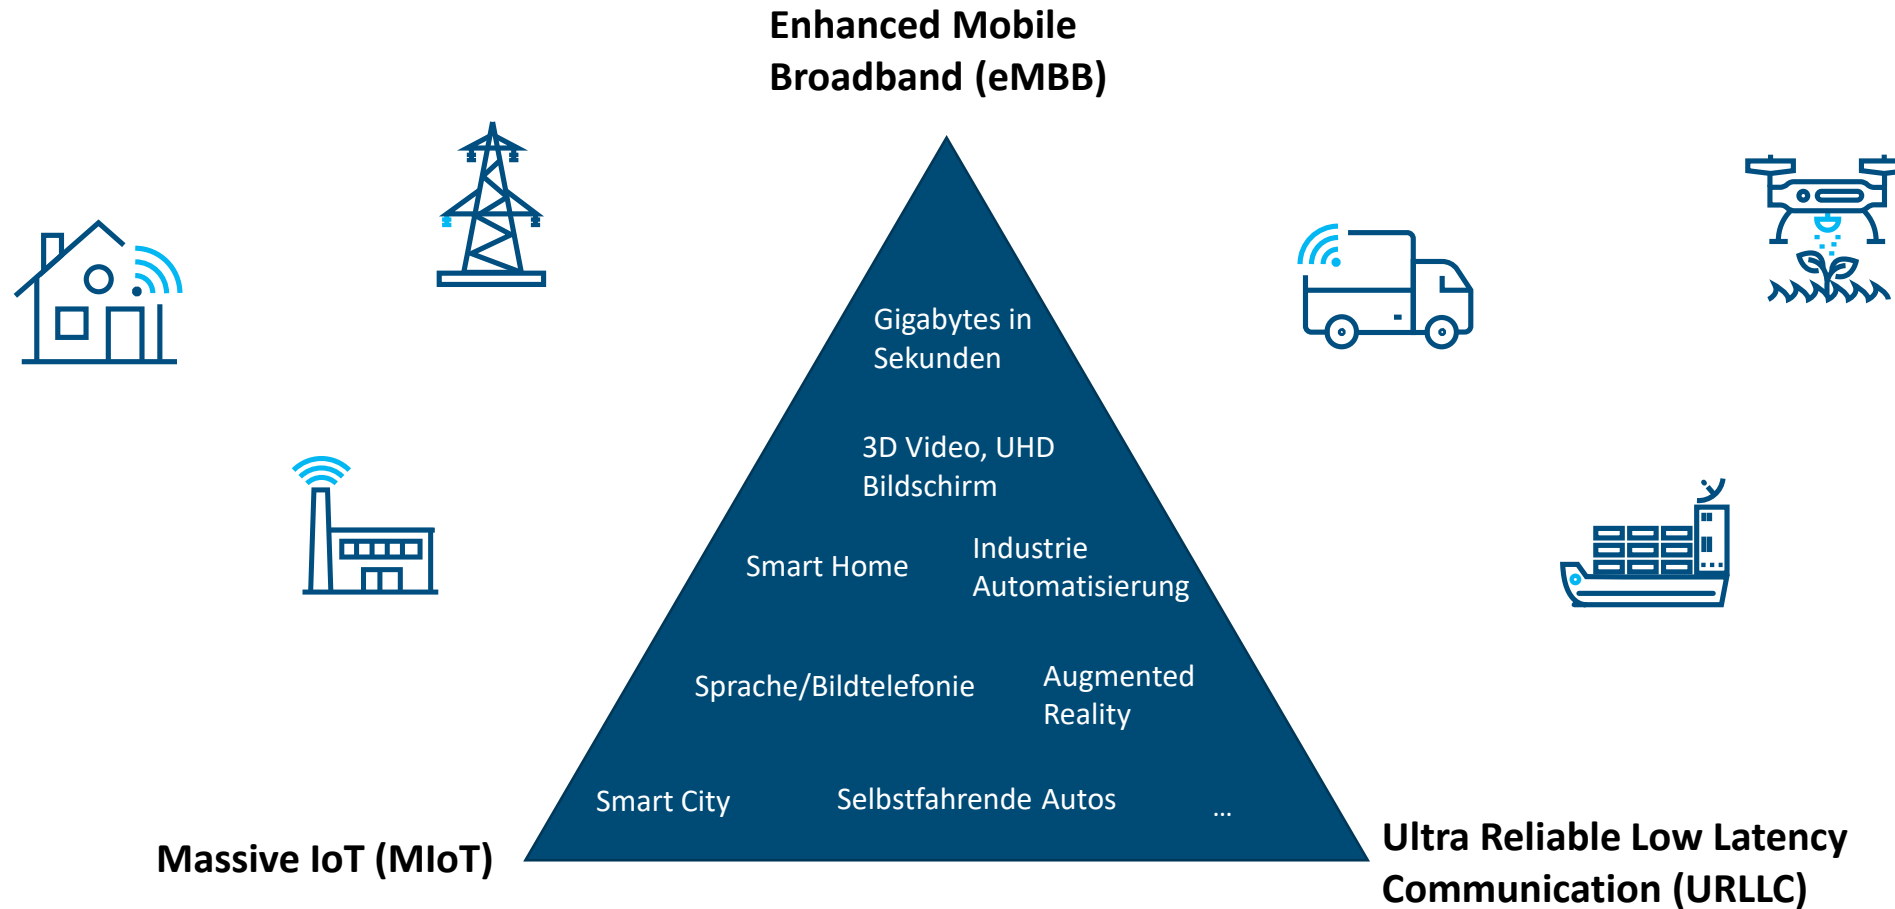 Enhanced Mobile
Broadband (eMBB)
Gigabytes in
Sekunden
3D Video, UHD
Bildschirm
Smart Home
Industrie
Automatisierung
Sprache/Bildtelefonie
Augmented
Reality
Smart City
Selbstfahrende Autos
...
Massive IoT (MIoT)
Ultra Reliable Low Latency
Communication (URLLC)